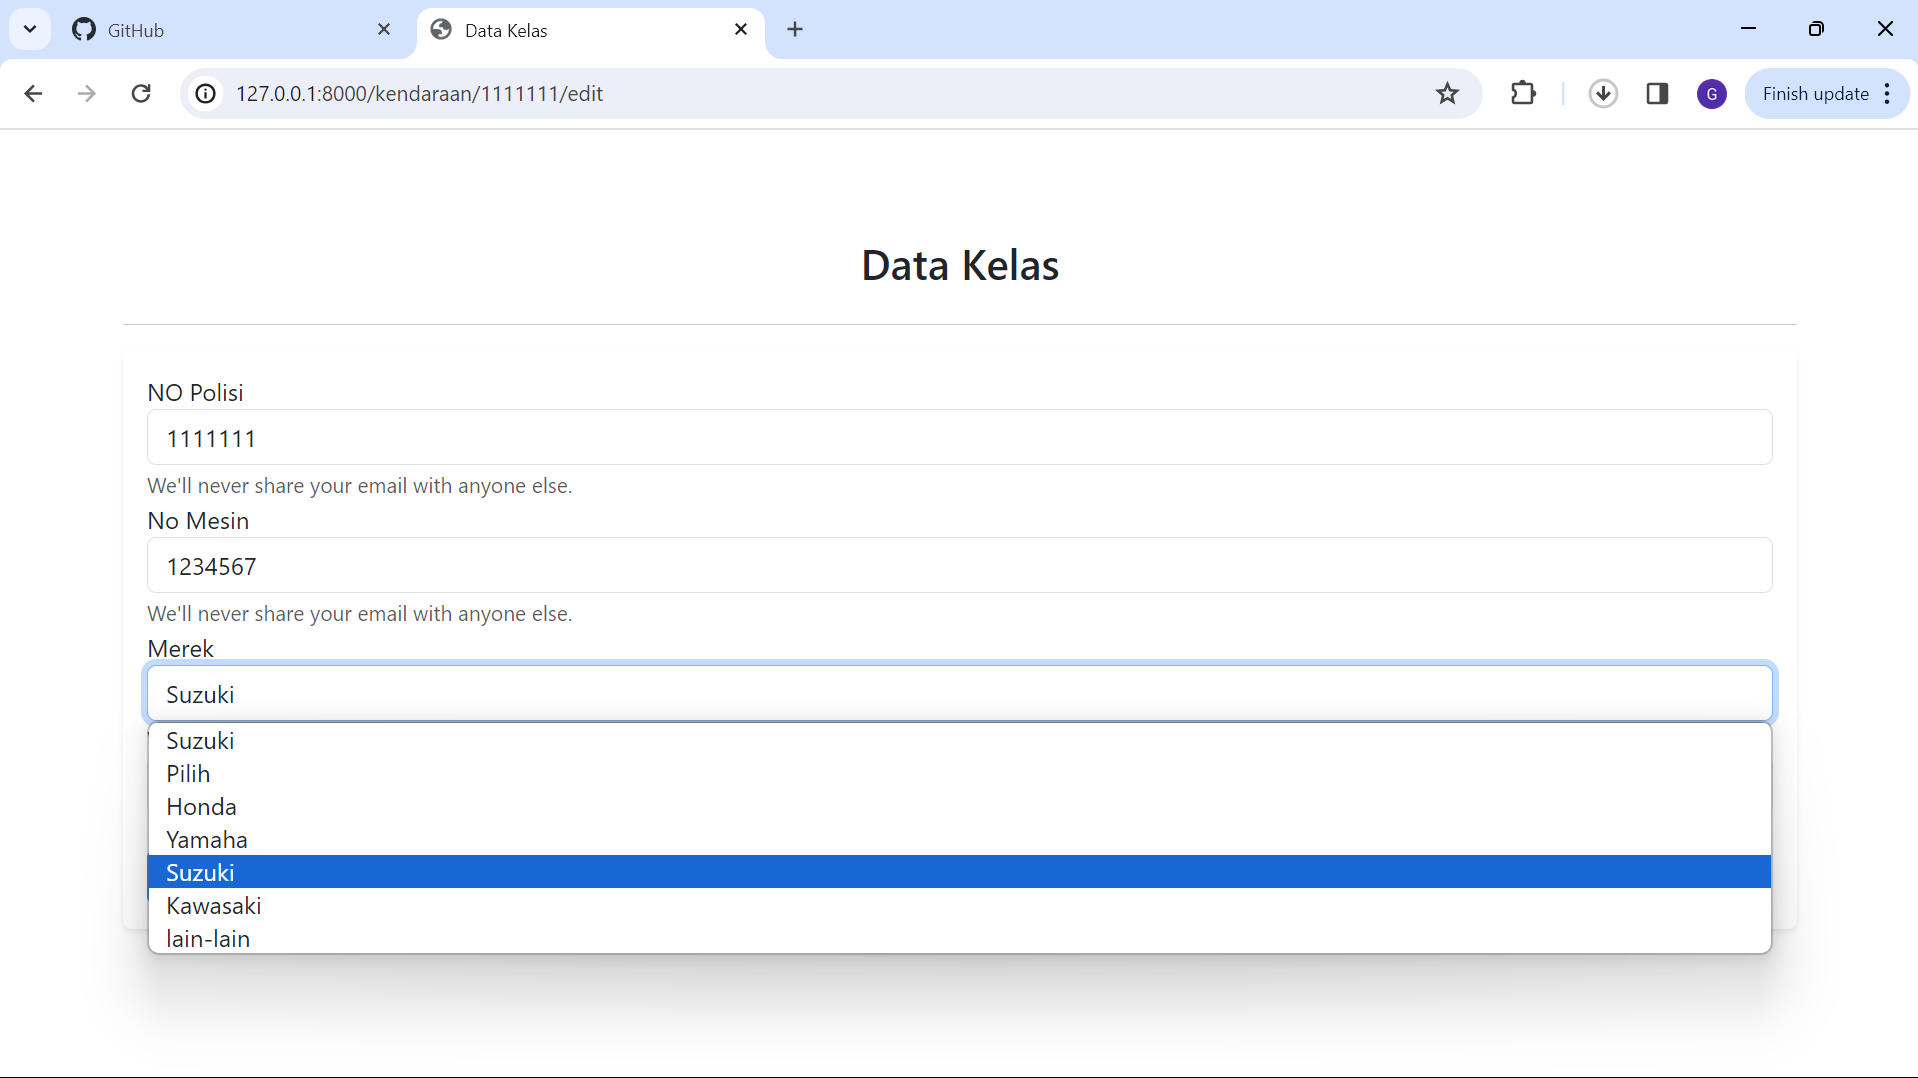 GitHub
Data Kelas
127.0.0.1:8000/kendaraan/1111111/edit
G
Finish update
Data Kelas
NO Polisi
1111111
We'll never share your email with anyone else.
No Mesin
1234567
We'll never share your email with anyone else.
Merek
Suzuki
Suzuki
Pilih
Honda
Yamaha
Suzuki
Kawasaki
lain-lain